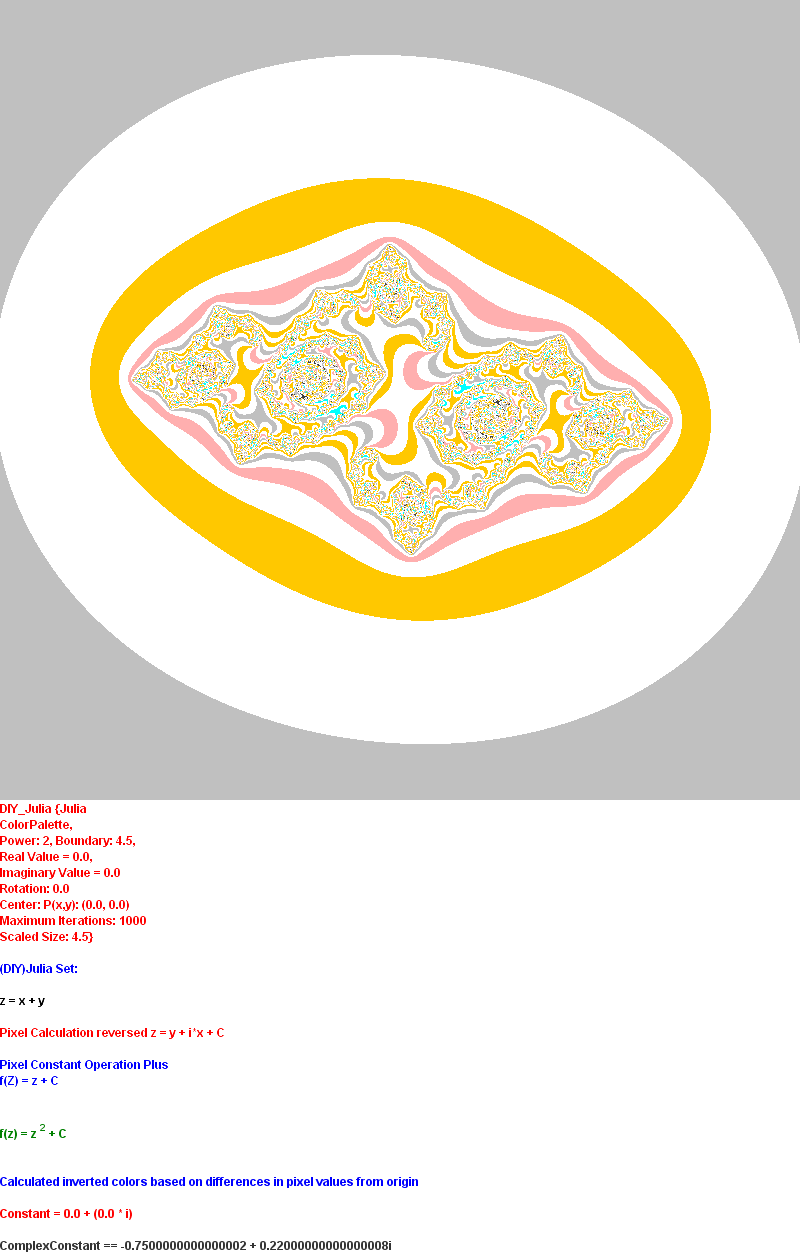 DIY_Julia {Julia
ColorPalette,
Power: 2, Boundary: 4.5,
Real Value = 0.0,
Imaginary Value = 0.0
Rotation: 0.0
Center: P(x,y): (0.0, 0.0)
Maximum Iterations: 1000
Scaled Size: 4.5}
(DIY)Julia Set:
z = x + y
Pixel Calculation reversed z = y + i*x + C
Pixel Constant Operation Plus
f(Z) = z + C
f(z) = z 2 + C
Calculated inverted colors based on differences in pixel values from origin
Constant = 0.0 + (0.0 * i)
ComplexConstant == -0.7500000000000002 + 0.22000000000000008i